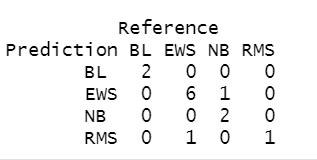 Reference
Prediction BL EWS NB RMS
BL 2 0 0 0
EWS 0 6 1 0
NB 0 0 2 0
RMS 0 1 0 1